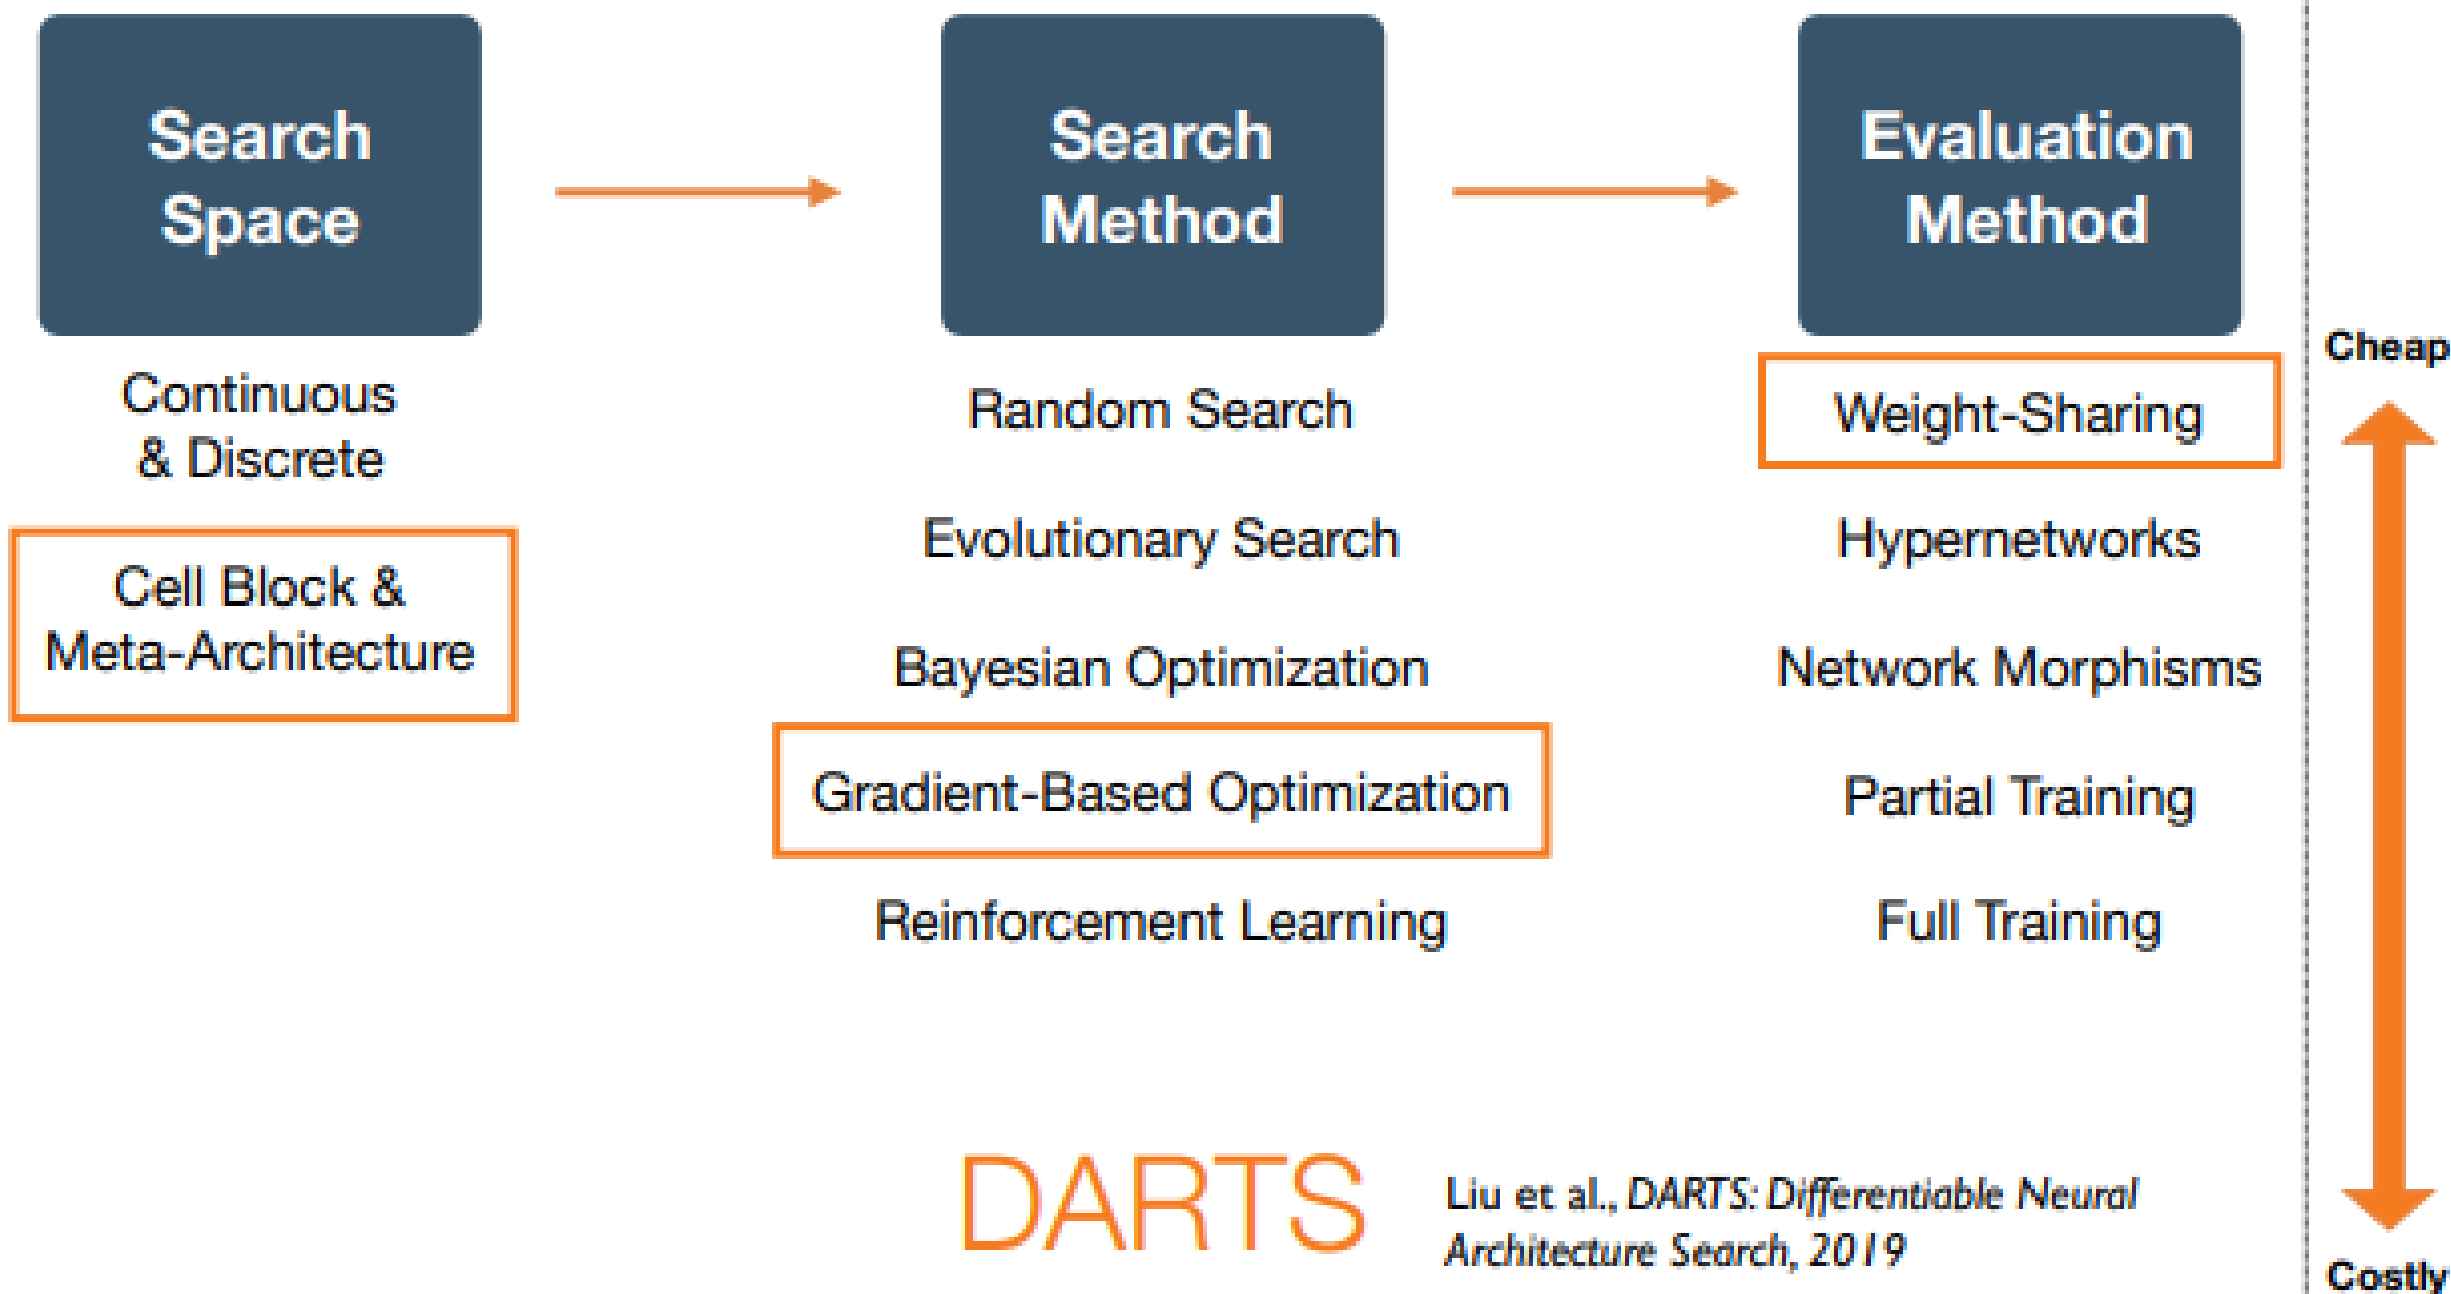 Search
Space
Search
Method
Evaluation
Method
Continuous
& Discrete
Cell Block &
Meta-Architecture
Random Search
Evolutionary Search
Bayesian Optimization
Gradient-Based Optimization
Reinforcement Learning
Weight-Sharing
Hypernetworks
Network Morphisms
Partial Training
Full Training
Cheap
Costly
DARTS
Liu et al., DARTS: Differentiable Neural
Architecture Search, 2019